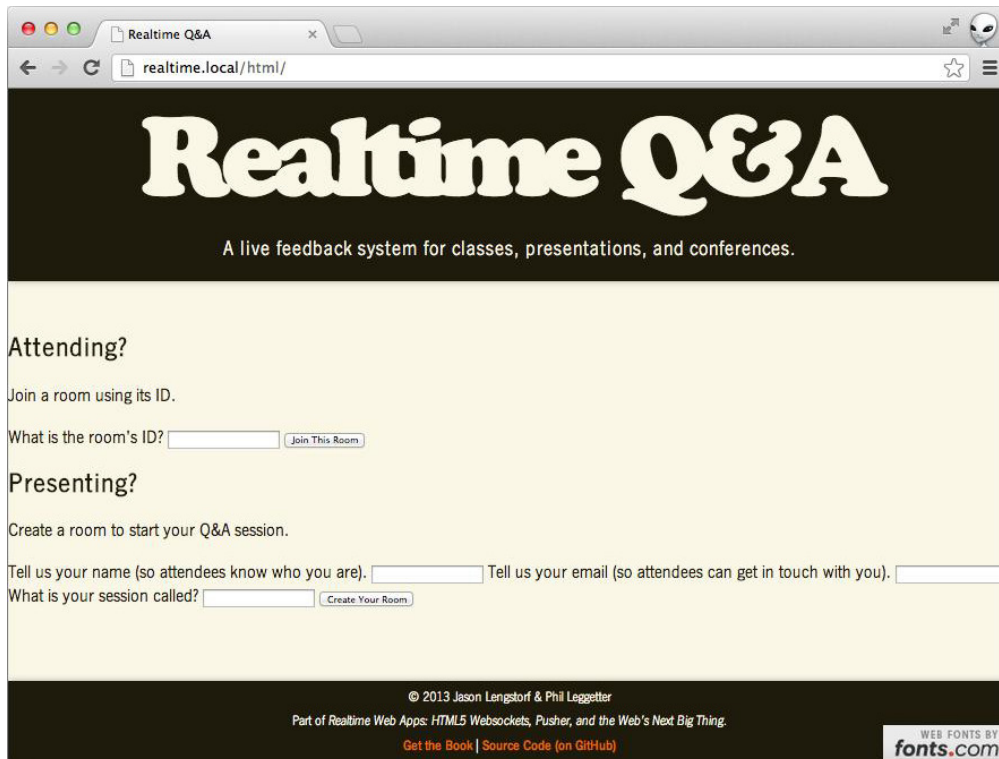 Realtime Q&A
realtime.local/html/
Realtime Q&A
A live feedback system for classes, presentations, and conferences.
Attending?
Join a room using its ID.
What is the room's ID? Join This Room
Presenting?
Create a room to start your Q&A session.
Tell us your name (so attendees know who you are). Tell us your email (so attendees can get in touch with you).
What is your session called? Create Your Room
© 2013 Jason Lengstorf & Phil Leggetter
Part of Realtime Web Apps: HTML5 Websockets, Pusher, and the Web's Next Big Thing.
Get the Book | Source Code (on GitHub)
WEB FONTS BY
fonts.com